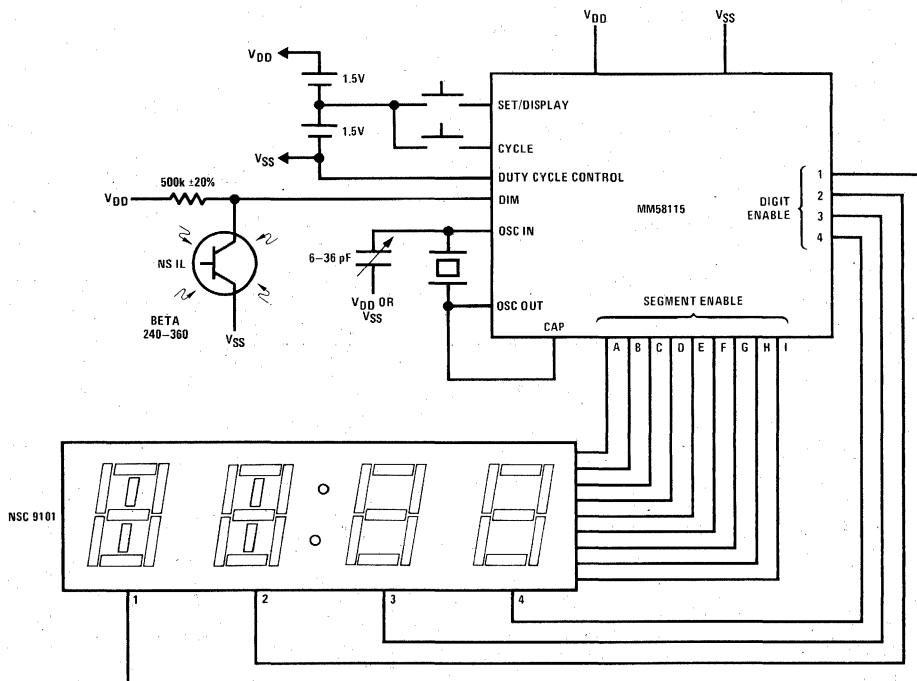 VDD
VSS
VDD
1.5V
1.5V
VSS
SET/DISPLAY
CYCLE
DUTY CYCLE CONTROL
DIM
OSC IN
OSC OUT
CAP
MM58115
DIGIT
ENABLE
1
2
3
4
SEGMENT ENABLE
A B C D E F G H I
500k ±20%
VDD
NS IL
BETA
240–360
VSS
6–36 pF
VDD OR
VSS
NSC 9101
1 2 3 4